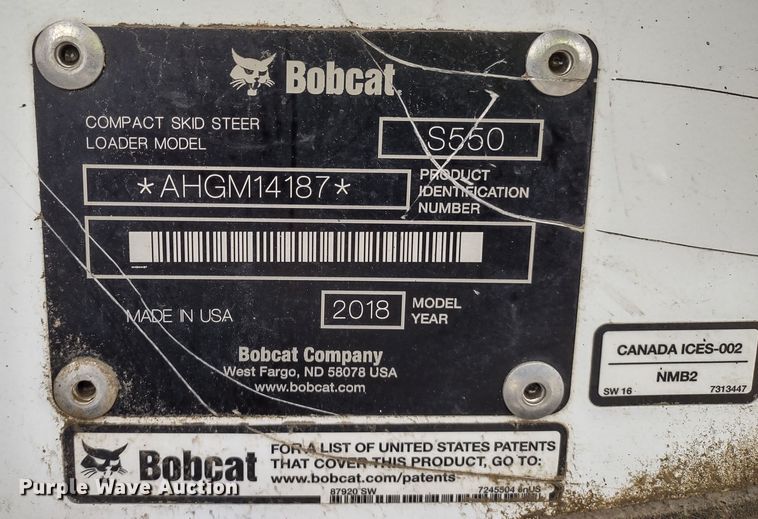 Bobcat
COMPACT SKID STEER
LOADER MODEL
S550
*AHGM14187*
PRODUCT
IDENTIFICATION
NUMBER
MADE IN USA
2018
MODEL
YEAR
Bobcat Company
West Fargo, ND 58078 USA
www.bobcat.com
CANADA ICES-002
NMB2
SW 16
7313447
Bobcat
FOR A LIST OF UNITED STATES PATENTS
THAT COVER THIS PRODUCT, GO TO:
www.bobcat.com/patents
87920 SW
7245504 enUS
Purple Wave Auction